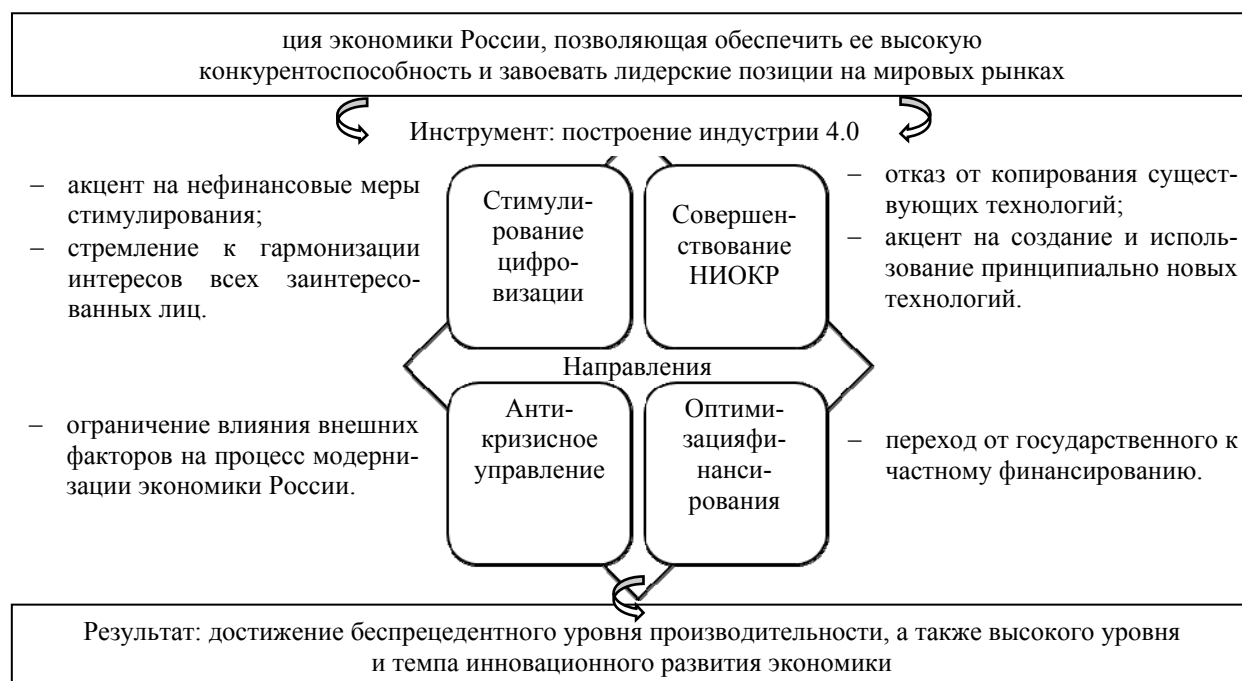 ция экономики России, позволяющая обеспечить ее высокую
конкурентоспособность и завоевать лидерские позиции на мировых рынках
Инструмент: построение индустрии 4.0
– акцент на нефинансовые меры
стимулирования;
– стремление к гармонизации
интересов всех заинтересо-
ванных лиц.
Стимули-
рование
цифро-
визации
Совершен-
ствование
НИОКР
– отказ от копирования сущест-
вующих технологий;
– акцент на создание и исполь-
зование принципиально новых
технологий.
Направления
– ограничение влияния внешних
факторов на процесс модерни-
зации экономики России.
Анти-
кризисное
управление
Оптими-
зацияфи-
нанси-
рования
– переход от государственного к
частному финансированию.
Результат: достижение беспрецедентного уровня производительности, а также высокого уровня
и темпа инновационного развития экономики